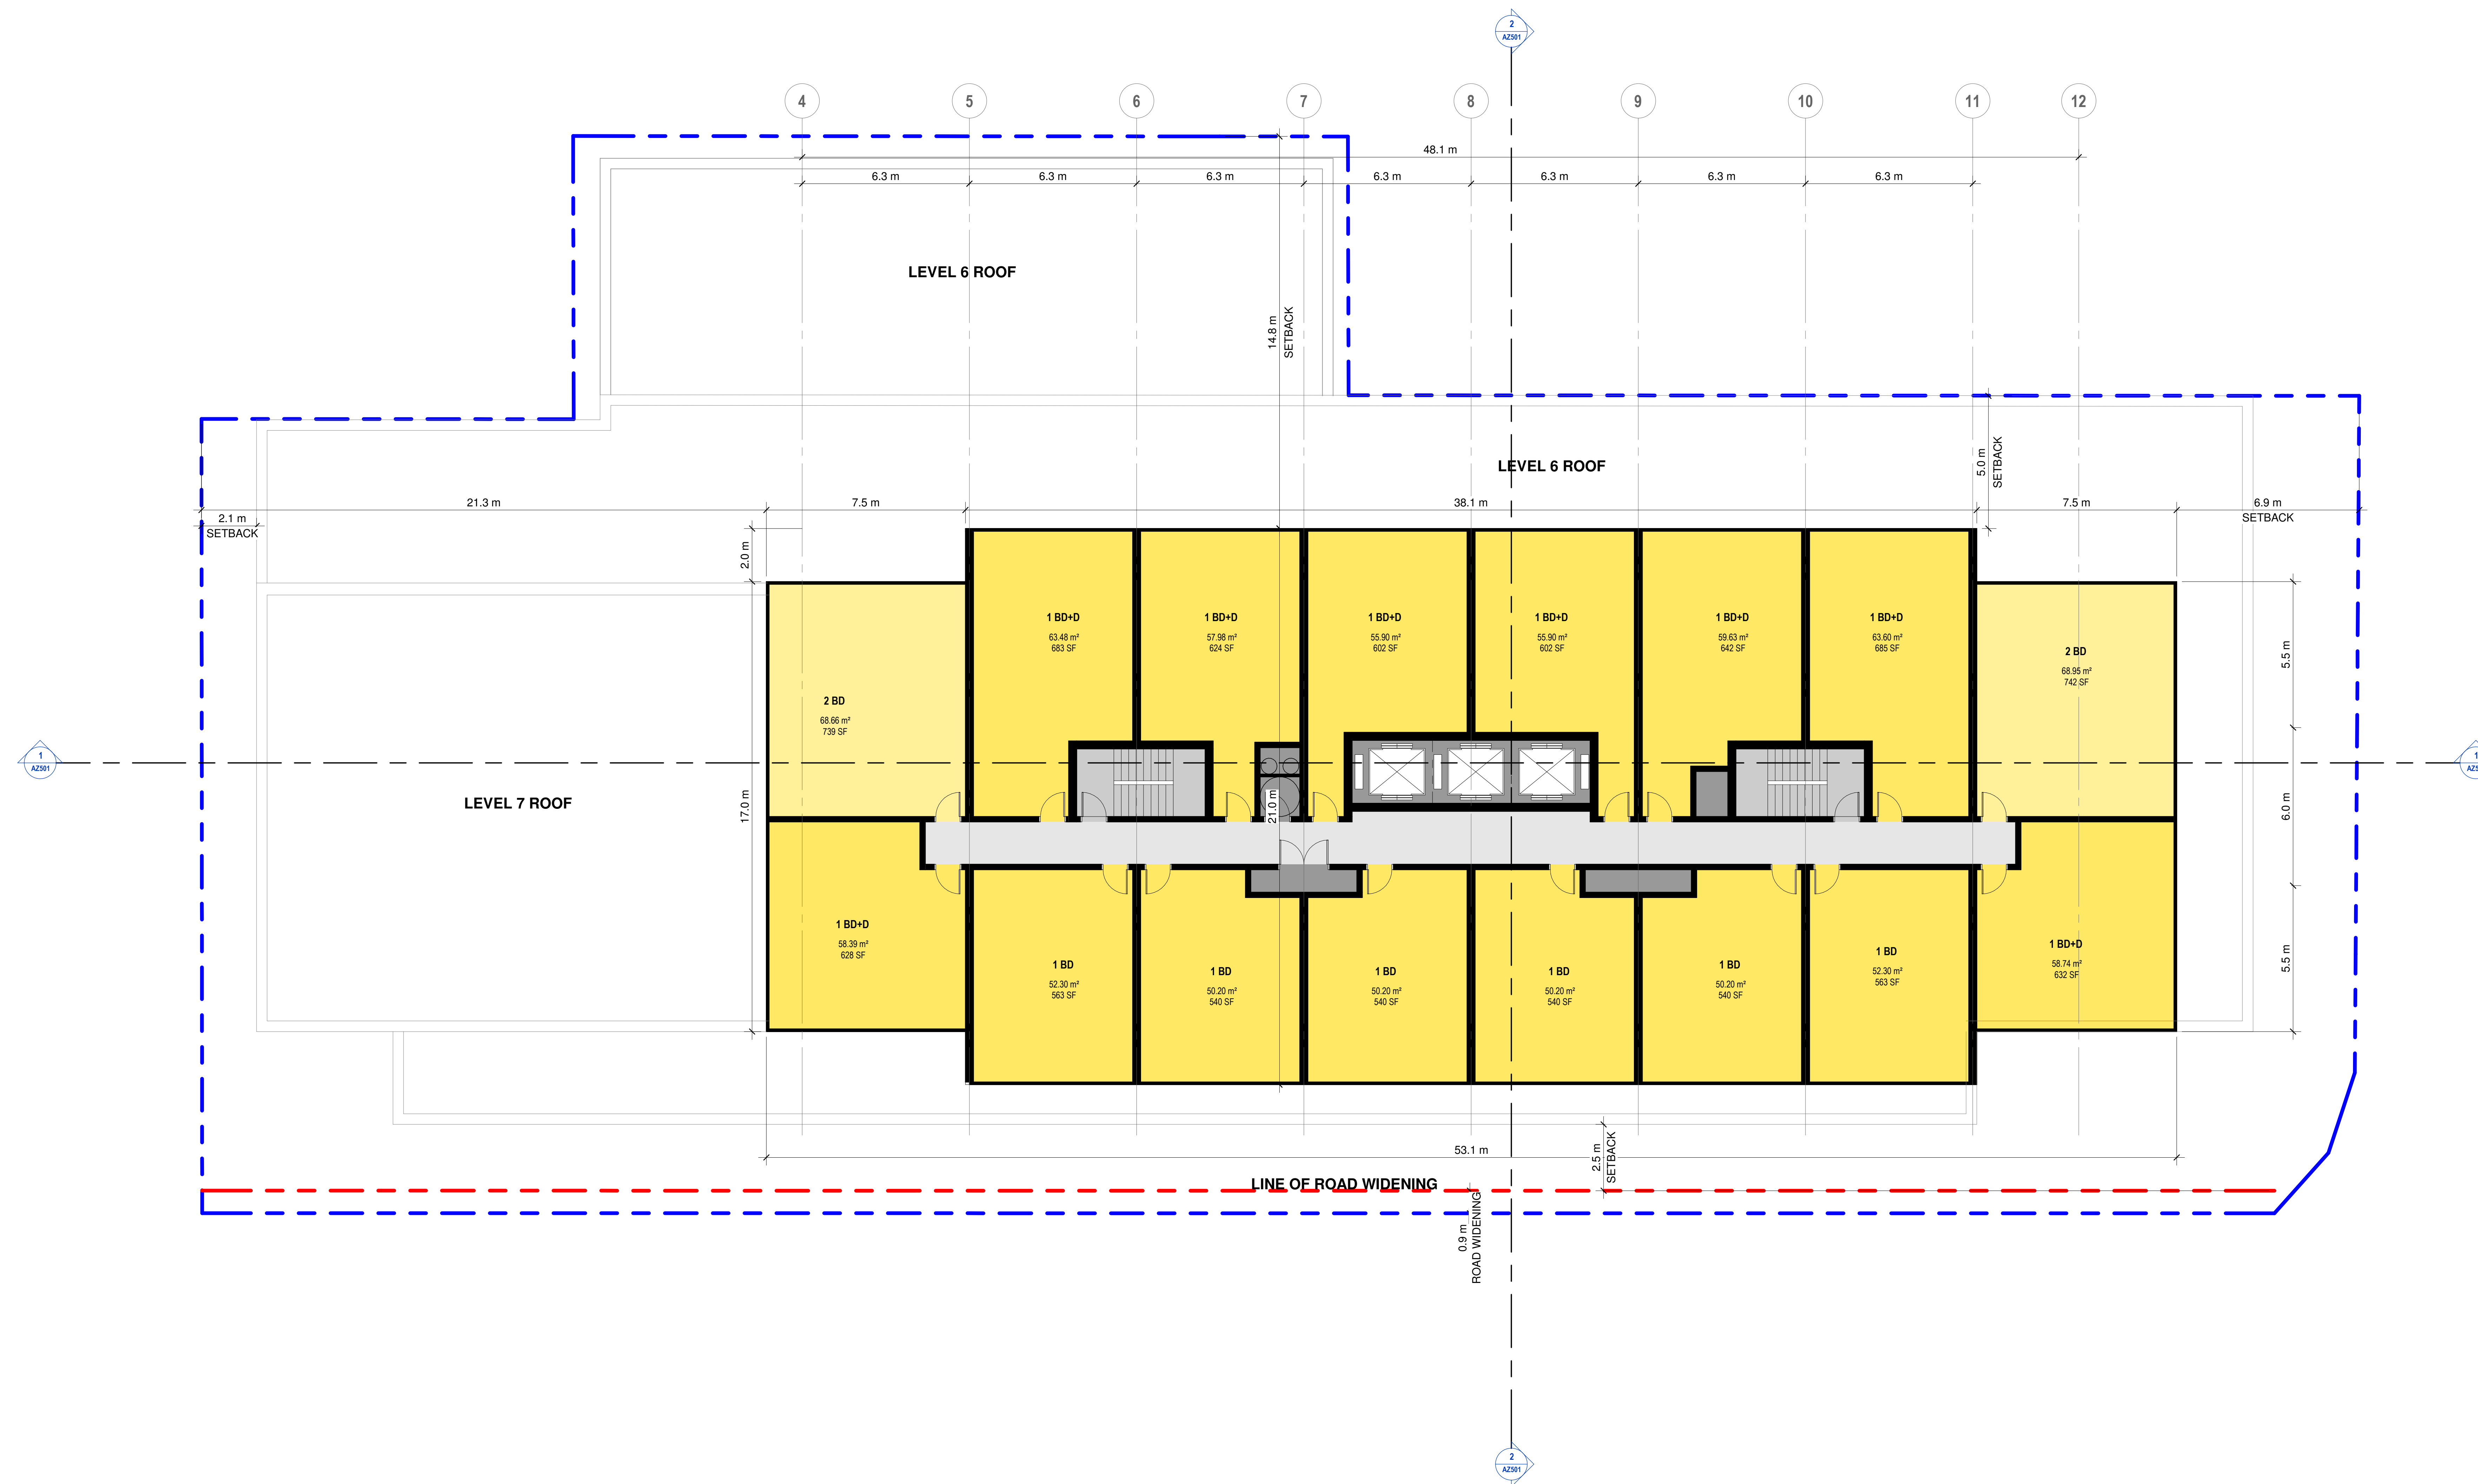 2
AZ501
4
5
6
7
8
9
10
11
12
48.1 m
6.3 m
6.3 m
6.3 m
6.3 m
6.3 m
6.3 m
6.3 m
LEVEL 6 ROOF
14.8 m
SETBACK
LEVEL 6 ROOF
5.0 m
SETBACK
21.3 m
7.5 m
38.1 m
7.5 m
6.9 m
SETBACK
2.1 m
SETBACK
2.0 m
1 BD+D
63.48 m²
683 SF
1 BD+D
57.98 m²
624 SF
1 BD+D
55.90 m²
602 SF
1 BD+D
55.90 m²
602 SF
1 BD+D
59.63 m²
642 SF
1 BD+D
63.60 m²
685 SF
2 BD
68.95 m²
742 SF
5.5 m
2 BD
68.66 m²
739 SF
1
AZ501
1
LEVEL 7 ROOF
17.0 m
21.0 m
6.0 m
1 BD+D
58.39 m²
628 SF
1 BD
52.30 m²
563 SF
1 BD
50.20 m²
540 SF
1 BD
50.20 m²
540 SF
1 BD
50.20 m²
540 SF
1 BD
50.20 m²
540 SF
1 BD
52.30 m²
563 SF
1 BD+D
58.74 m²
632 SF
5.5 m
53.1 m
2.5 m
SETBACK
LINE OF ROAD WIDENING
0.9 m
ROAD WIDENING
2
AZ501